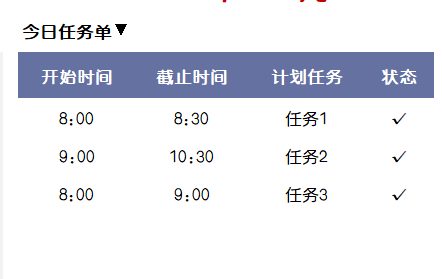 今日任务单▼
开始时间 截止时间 计划任务 状态
8:00 8:30 任务1 ✓
9:00 10:30 任务2 ✓
8:00 9:00 任务3 ✓